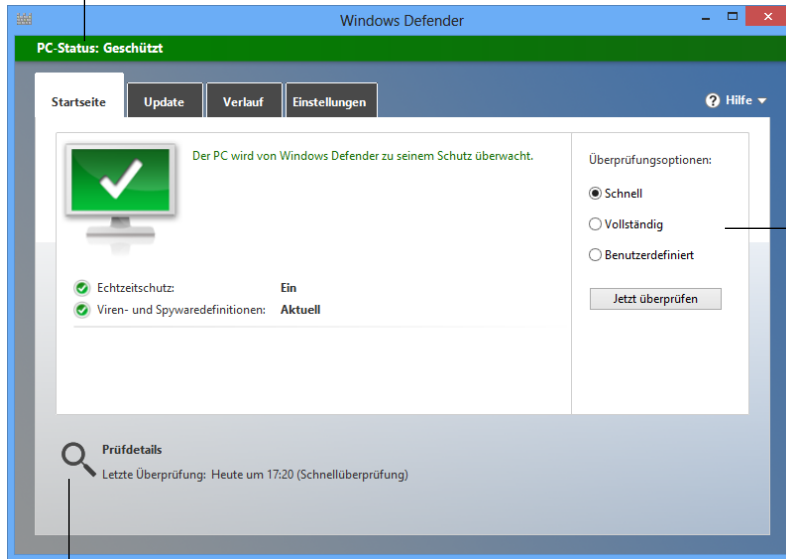 Windows Defender
PC-Status: Geschützt
Startseite
Update
Verlauf
Einstellungen
Hilfe
Der PC wird von Windows Defender zu seinem Schutz überwacht.
Echtzeitschutz: Ein
Viren- und Spywaredefinitionen: Aktuell
Überprüfungsoptionen:
Schnell
Vollständig
Benutzerdefiniert
Jetzt überprüfen
Prüfdetails
Letzte Überprüfung: Heute um 17:20 (Schnellüberprüfung)